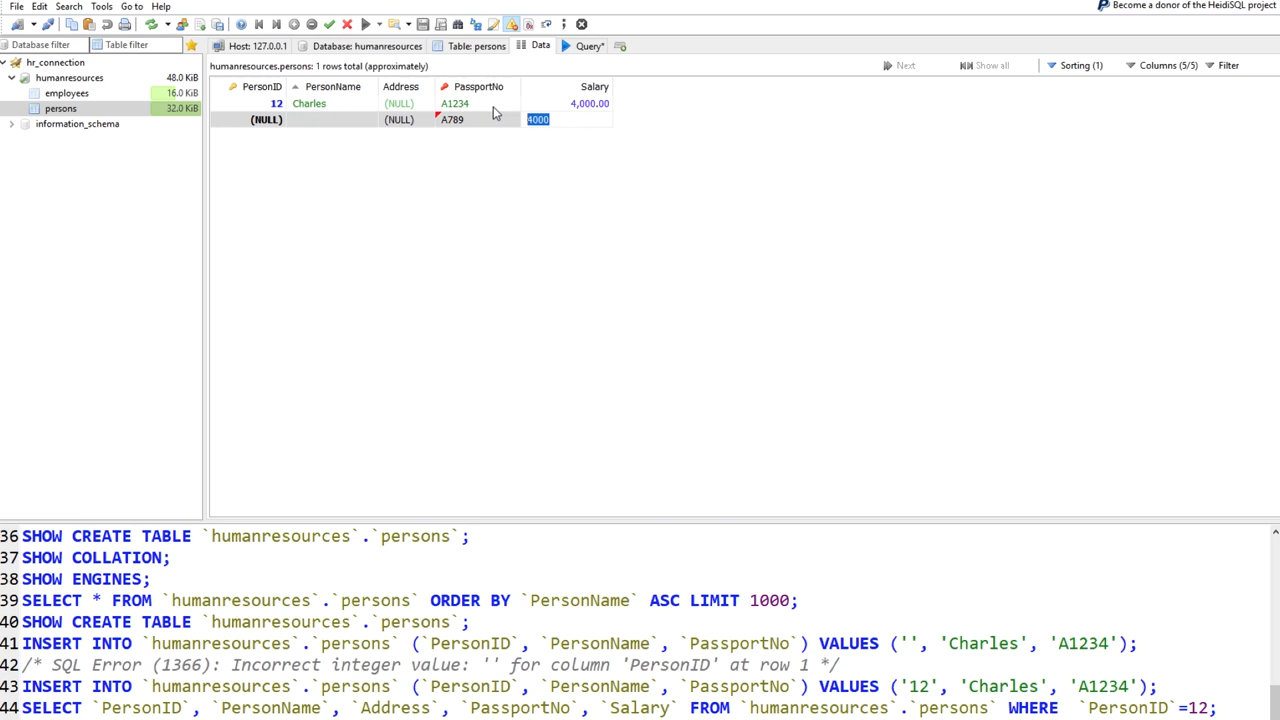 File Edit Search Tools Go to Help
Become a donor of the HeidiSQL project
Database filter Table filter Host: 127.0.0.1 Database: humanresources Table: persons Data Query*
hr_connection
humanresources 48.0 KiB
employees 16.0 KiB
persons 32.0 KiB
information_schema
humanresources.persons: 1 rows total (approximately) Next Show all Sorting (1) Columns (5/5) Filter
PersonID PersonName Address PassportNo Salary
12 Charles (NULL) A1234 4,000.00
(NULL) (NULL) A789 4000
36 SHOW CREATE TABLE `humanresources`.`persons`;
37 SHOW COLLATION;
38 SHOW ENGINES;
39 SELECT * FROM `humanresources`.`persons` ORDER BY `PersonName` ASC LIMIT 1000;
40 SHOW CREATE TABLE `humanresources`.`persons`;
41 INSERT INTO `humanresources`.`persons` (`PersonID`, `PersonName`, `PassportNo`) VALUES ('', 'Charles', 'A1234');
42 /* SQL Error (1366): Incorrect integer value: '' for column 'PersonID' at row 1 */
43 INSERT INTO `humanresources`.`persons` (`PersonID`, `PersonName`, `PassportNo`) VALUES ('12', 'Charles', 'A1234');
44 SELECT `PersonID`, `PersonName`, `Address`, `PassportNo`, `Salary` FROM `humanresources`.`persons` WHERE `PersonID`=12;